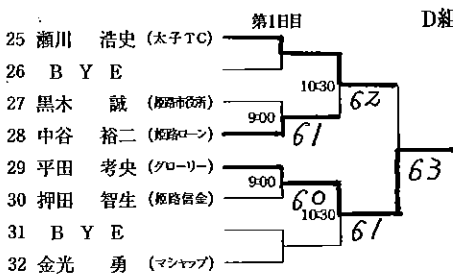 第1日目 D組
25 瀬川 浩史 (太子TC)
26 B Y E
10:30 62
27 黒木 誠 (姫路市役所)
9:00 61
28 中谷 裕二 (姫路ローン)
29 平田 考央 (グローリー)
9:00 60
63
30 押田 智生 (姫路信金)
10:30 61
31 B Y E
32 金光 勇 (マシャップ)